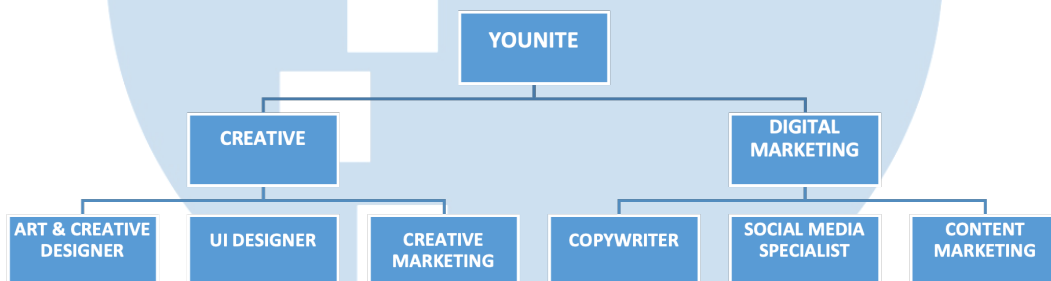 YOUNITE
CREATIVE
DIGITAL
MARKETING
ART & CREATIVE
DESIGNER
UI DESIGNER
CREATIVE
MARKETING
COPYWRITER
SOCIAL MEDIA
SPECIALIST
CONTENT
MARKETING